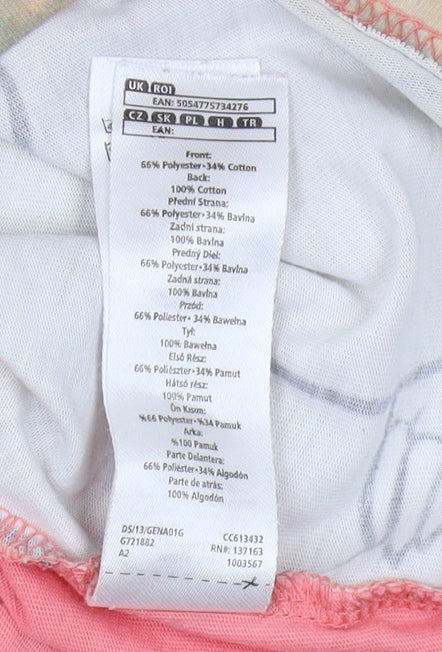 UK ROI
EAN: 5054775734276
CZ SK PL H TR
EAN:
Front:
66% Polyester•34% Cotton
Back:
100% Cotton
Přední Strana:
66% Polyester•34% Bavlna
Zadní strana:
100% Bavlna
Predný Diel:
66% Polyester•34% Bavlna
Zadná strana:
100% Bavlna
Przód:
66% Poliester•34% Bawełna
Tył:
100% Bawełna
Első Rész:
66% Poliészter•34% Pamut
Hátsó rész:
100% Pamut
Ön Kısım:
%66 Polyester•%34 Pamuk
Arka:
%100 Pamuk
Parte Delantera:
66% Poliéster•34% Algodón
Parte de atrás:
100% Algodón
DS/13/GENA01G CC613432
G721882 RN#: 137163
A2 1003567